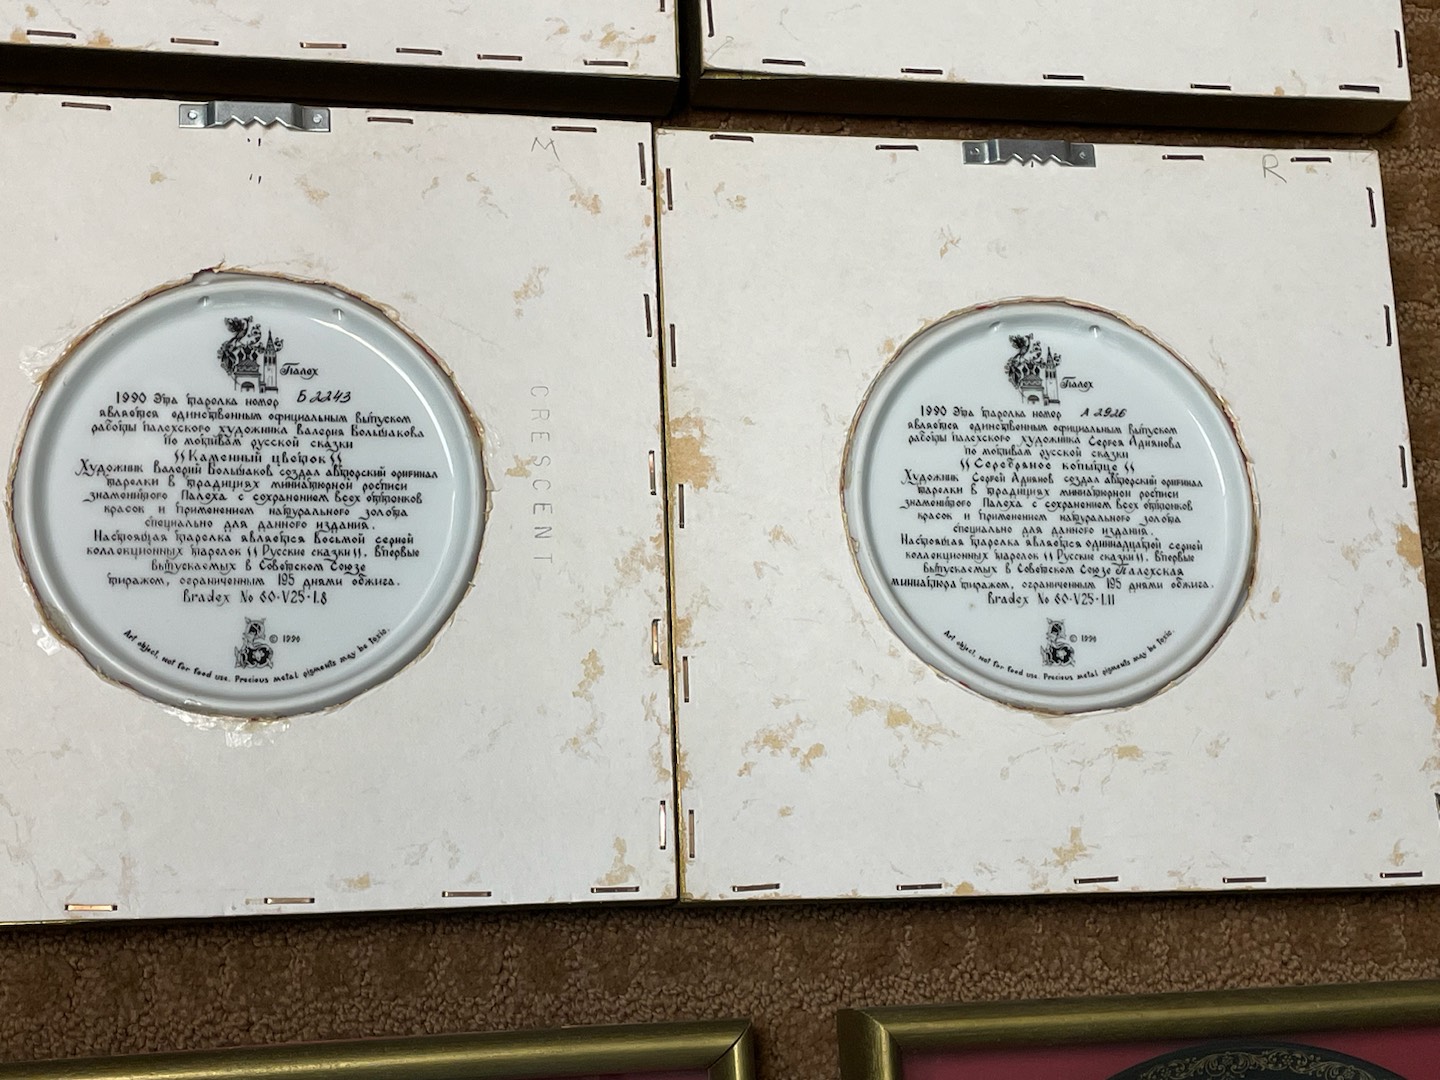 M
R
CRESCENT
Палех
1990 Эта тарелка номер Б 2243
является единственным официальным выпуском
работы палехского художника Валерия Большакова
по мотивам русской сказки
"Каменный цветок"
Художник Валерий Большаков создал авторский оригинал
тарелки в традициях миниатюрной росписи
знаменитого Палеха с сохранением всех оттенков
красок и применением натурального золота
специально для данного издания.
Настоящая тарелка является восьмой серией
коллекционных тарелок "Русские сказки". Впервые
выпускаемых в Советском Союзе
тиражом, ограниченным 195 днями обжига.
Bradex No 60-V25-1.8
© 1990
Art object, not for food use. Precious metal pigments may be toxic.
Палех
1990 Эта тарелка номер А 2926
является единственным официальным выпуском
работы палехского художника Сергея Адиянова
по мотивам русской сказки
"Серебряное копытце"
Художник Сергей Адиянов создал авторский оригинал
тарелки в традициях миниатюрной росписи
знаменитого Палеха с сохранением всех оттенков
красок и применением натурального золота
специально для данного издания.
Настоящая тарелка является одиннадцатой серией
коллекционных тарелок "Русские сказки". Впервые
выпускаемых в Советском Союзе Палехская
миниатюра тиражом, ограниченным 195 днями обжига.
Bradex No 60-V25-1.11
© 1990
Art object, not for food use. Precious metal pigments may be toxic.